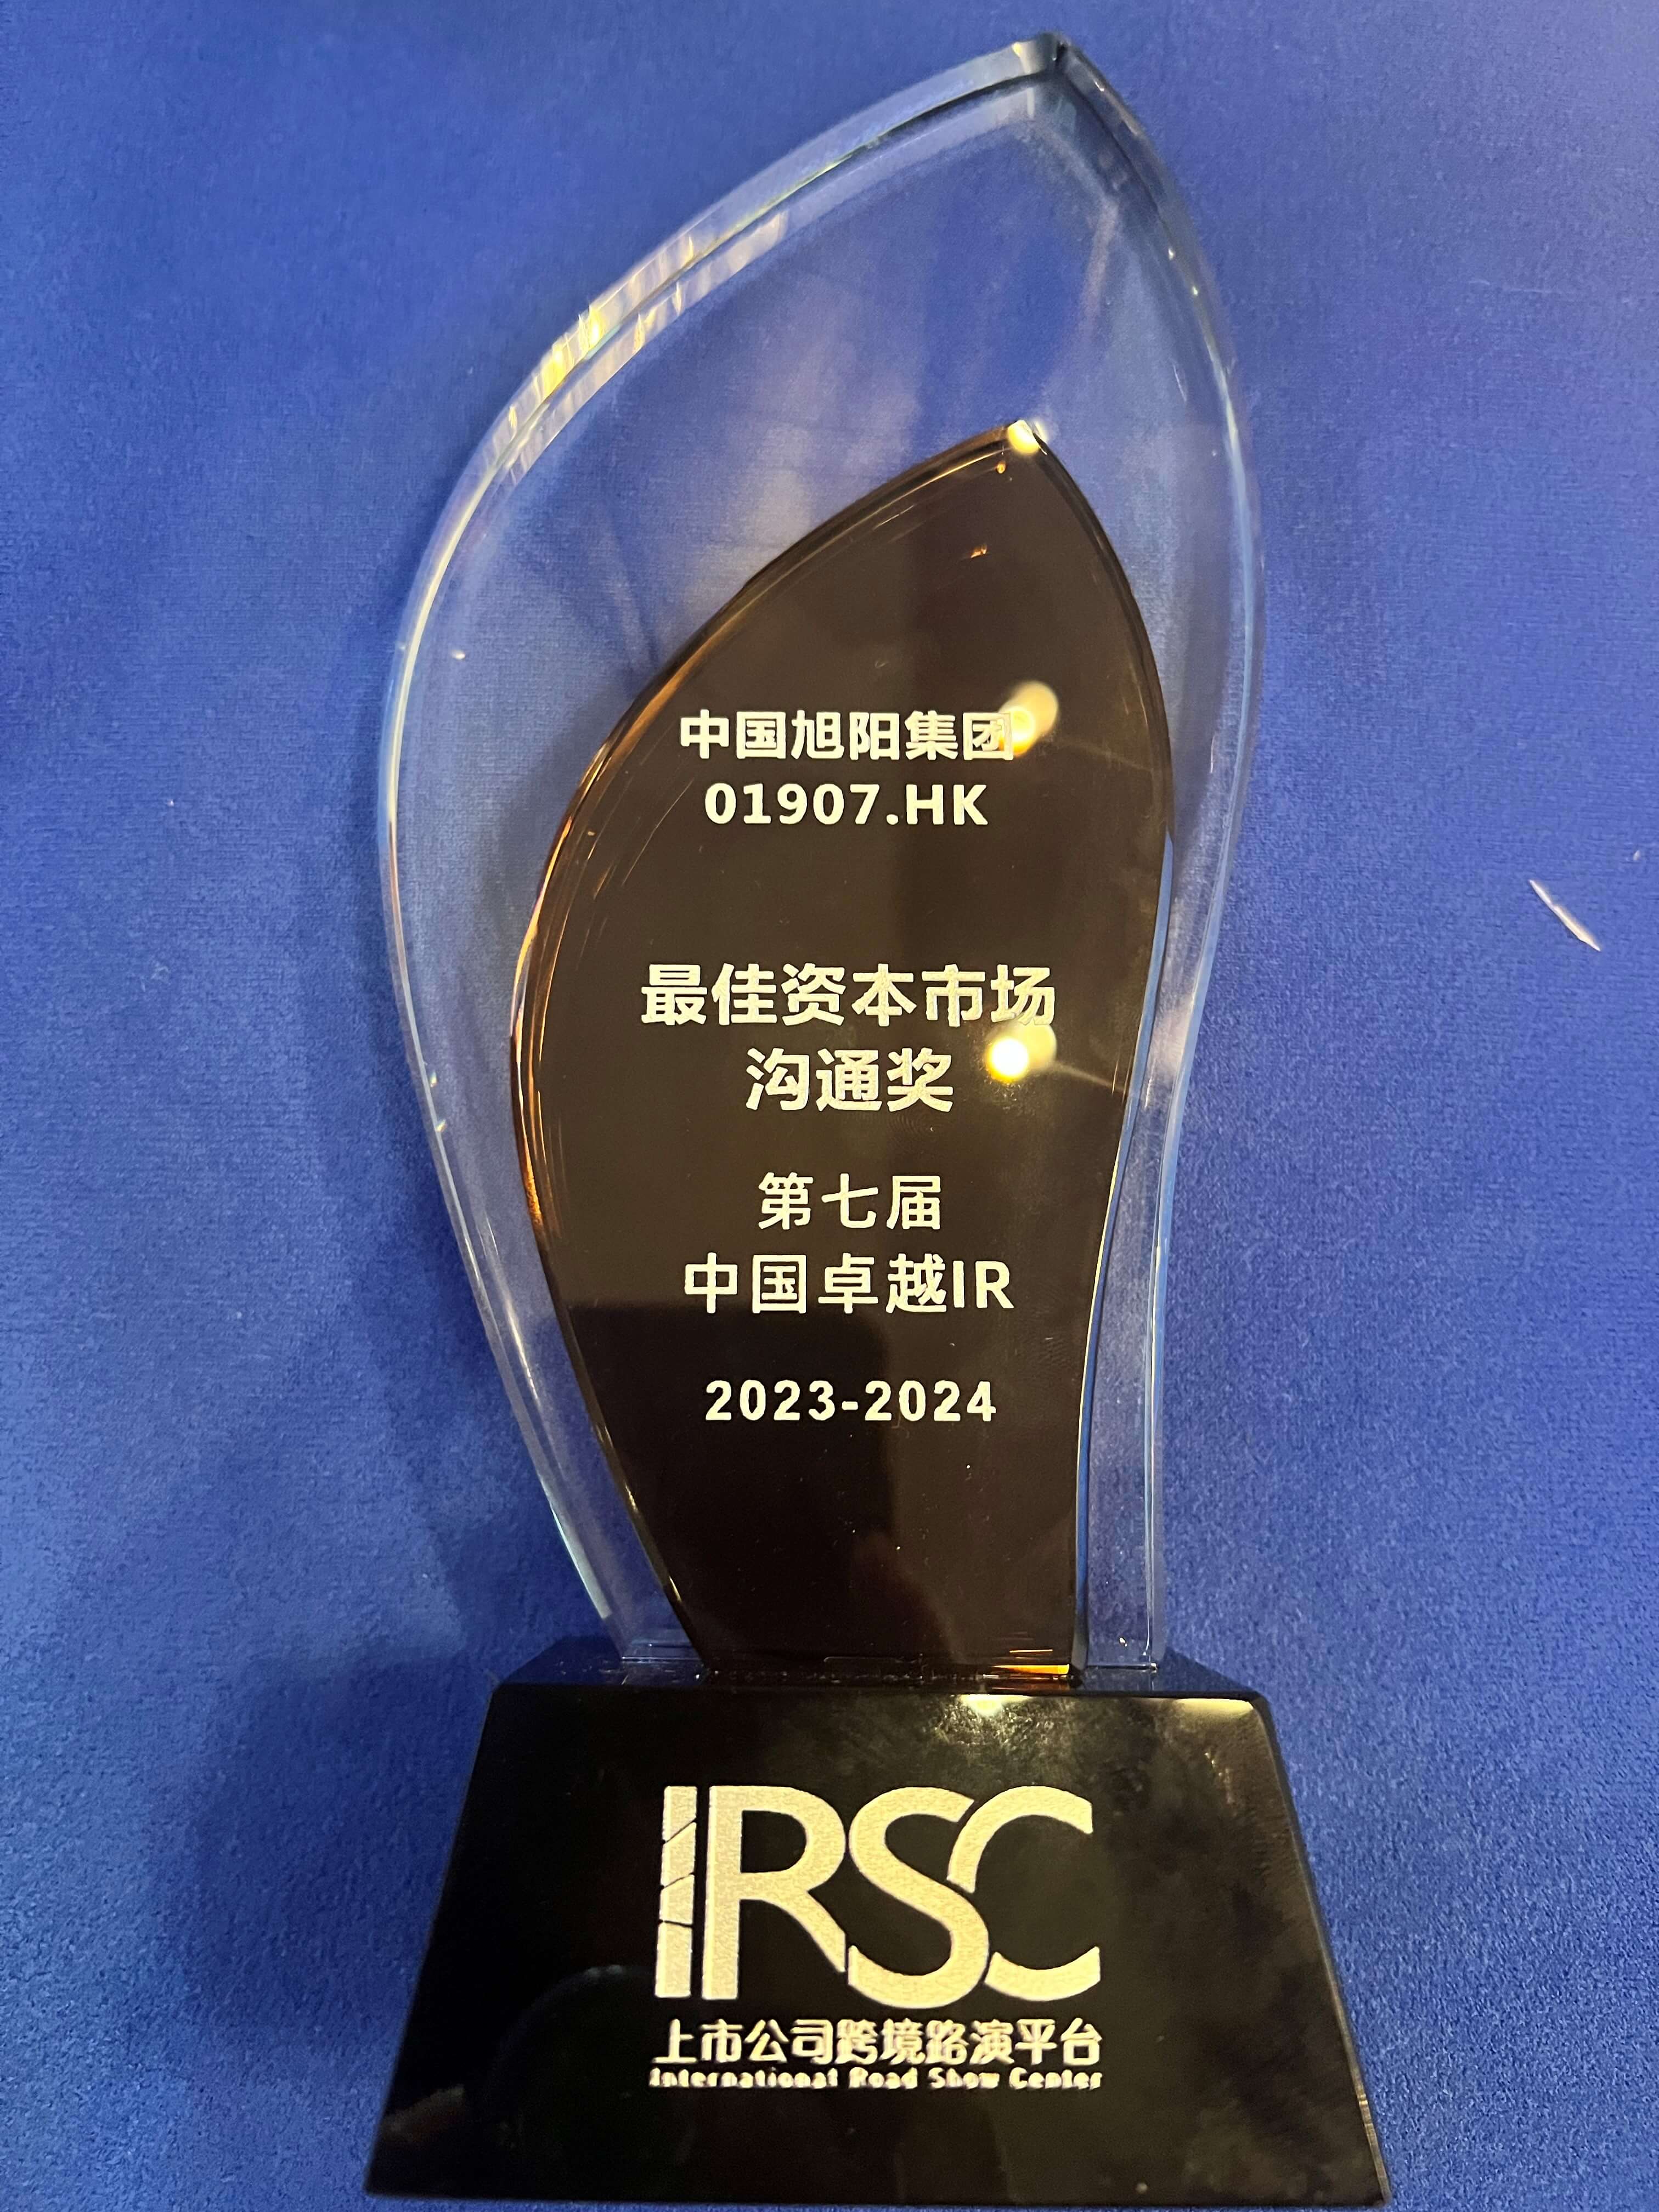 中国旭阳集团
01907.HK
最佳资本市场
沟通奖
第七届
中国卓越IR
2023-2024
IRSC
上市公司跨境路演平台
International Road Show Center